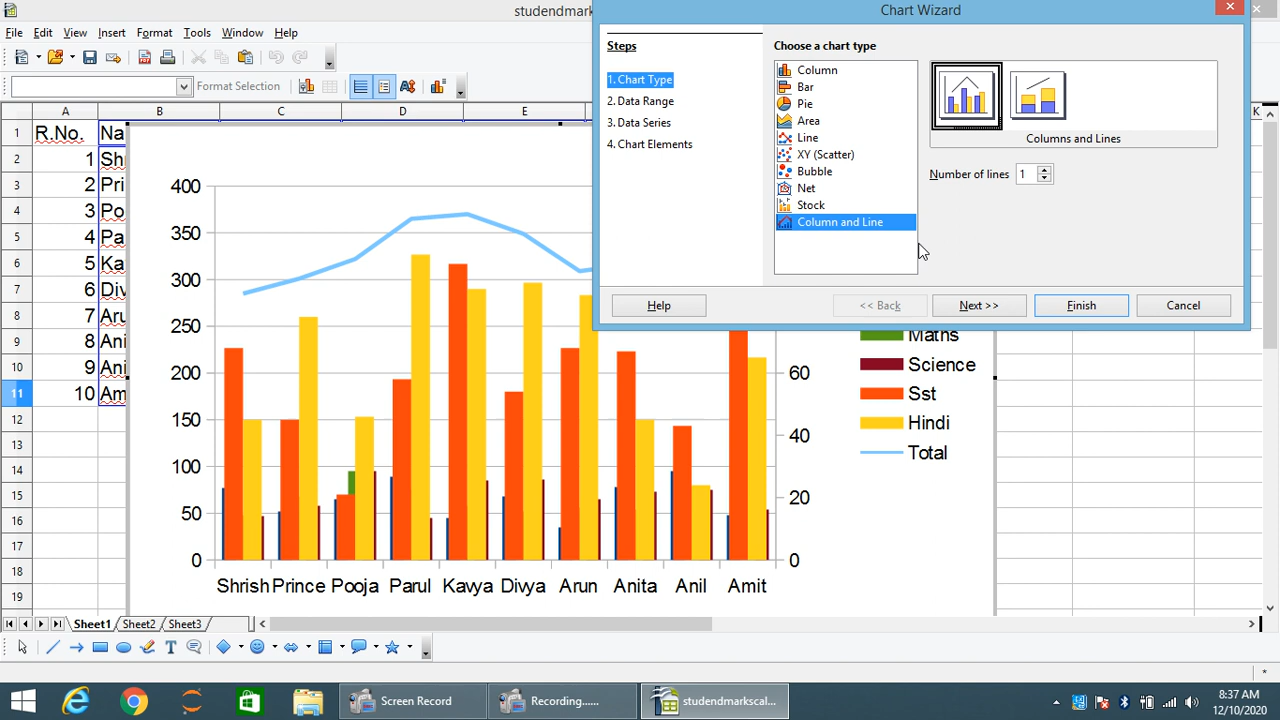 studendmark
Chart Wizard
File Edit View Insert Format Tools Window Help
Format Selection
Steps
1. Chart Type
2. Data Range
3. Data Series
4. Chart Elements
Choose a chart type
Column
Bar
Pie
Area
Line
XY (Scatter)
Bubble
Net
Stock
Column and Line
Columns and Lines
Number of lines 1
Help << Back Next >> Finish Cancel
A B C D E K
1 R.No. Na
2 1 Shr
3 2 Pri
4 3 Po
5 4 Pa
6 5 Ka
7 6 Div
8 7 Aru
9 8 Ani
10 9 Ani
11 10 Am
12
13
14
15
16
17
18
19
400
350
300
250
200
150
100
50
0
60
40
20
0
Shrish Prince Pooja Parul Kavya Divya Arun Anita Anil Amit
Maths
Science
Sst
Hindi
Total
Sheet1 Sheet2 Sheet3
Screen Record
Recording......
studendmarkscal...
8:37 AM
12/10/2020